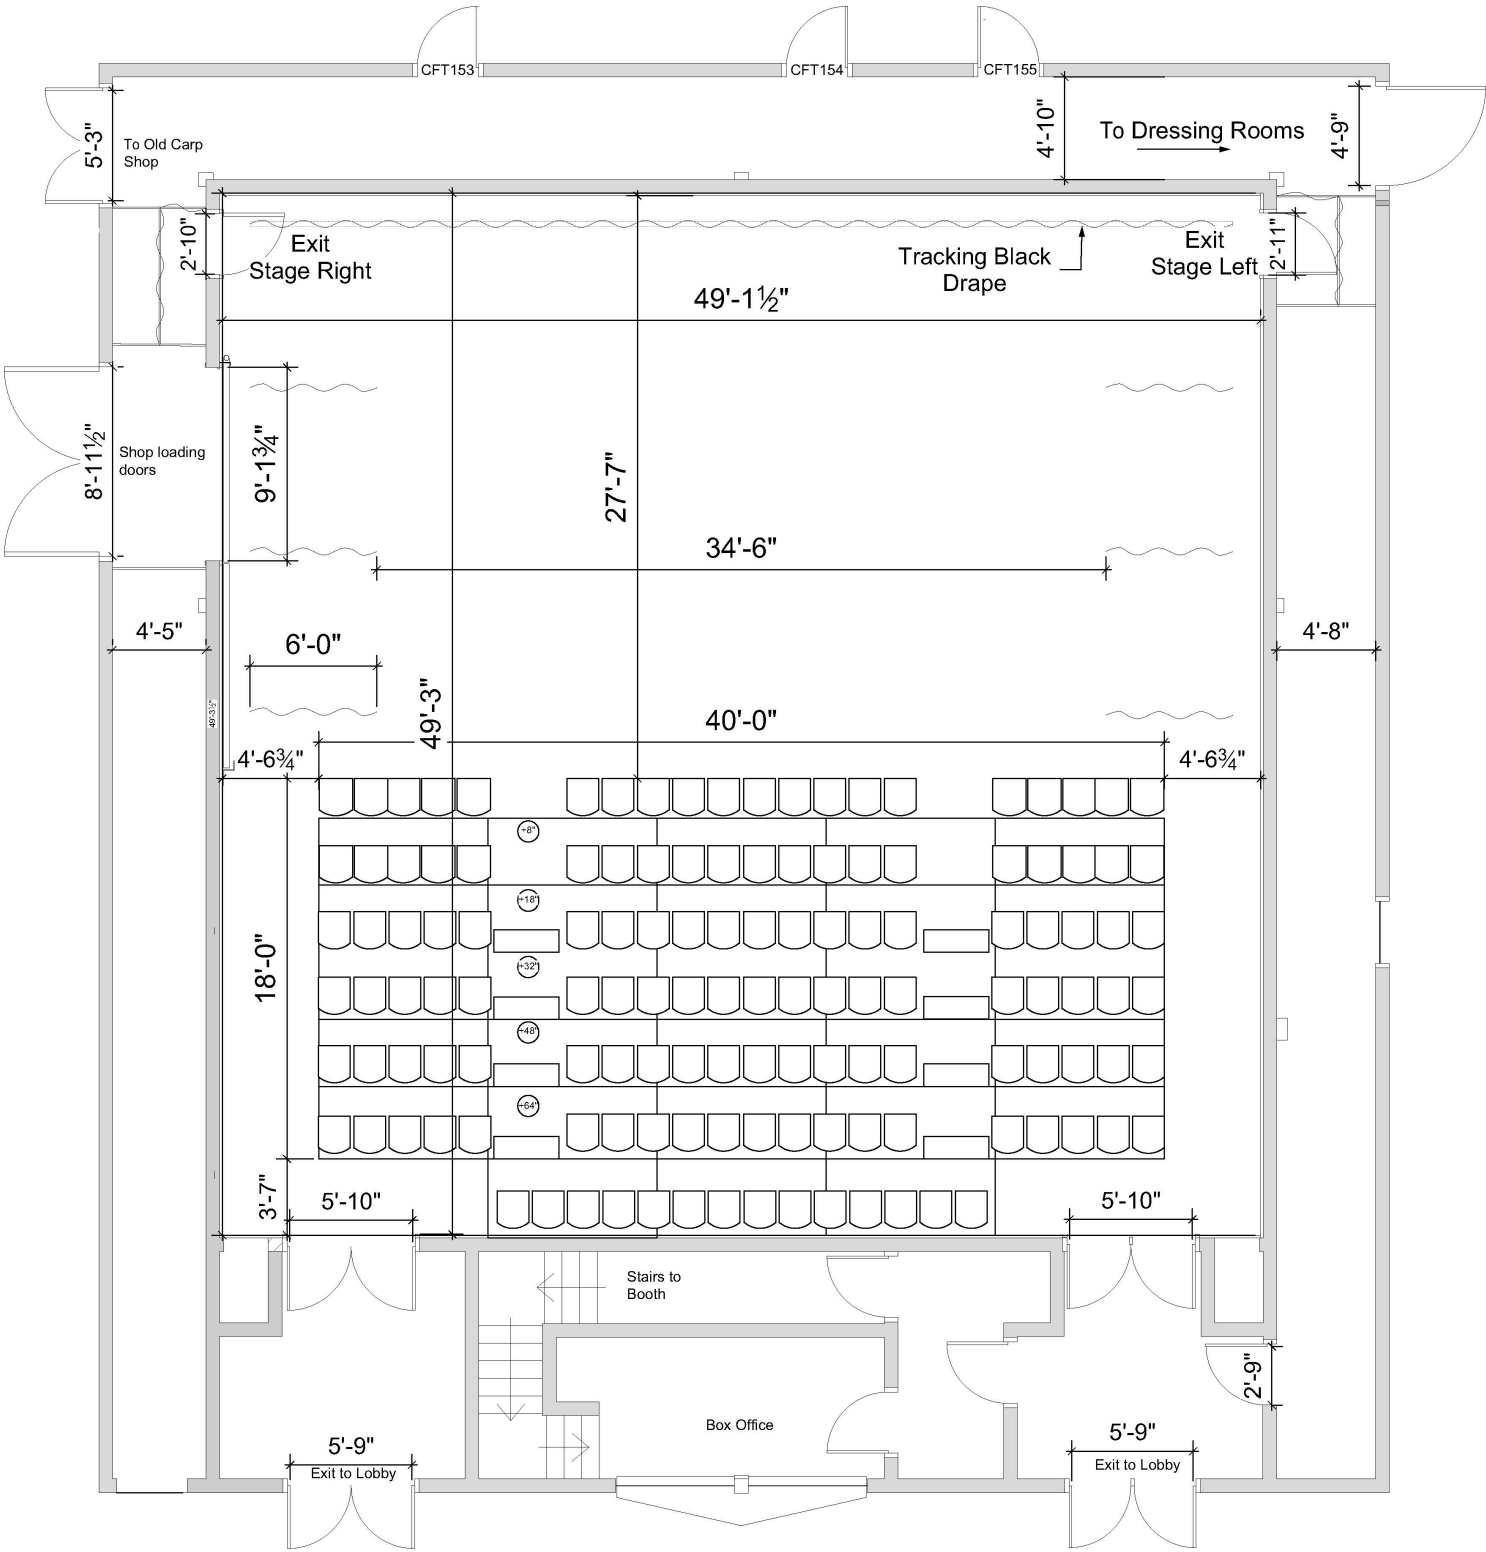 CFT153
CFT154
CFT155
5'-3"
To Old Carp
Shop
4'-10"
To Dressing Rooms
4'-9"
2'-10"
Exit
Stage Right
Tracking Black
Drape
Exit
Stage Left
2'-11"
49'-1½"
8'-11½"
Shop loading
doors
9'-1¾"
27'-7"
34'-6"
4'-5"
6'-0"
4'-8"
49'-3½"
49'-3"
40'-0"
4'-6¾"
4'-6¾"
+8"
+18"
18'-0"
+32"
+48"
+64"
3'-7"
5'-10"
5'-10"
Stairs to
Booth
2'-9"
Box Office
5'-9"
Exit to Lobby
5'-9"
Exit to Lobby